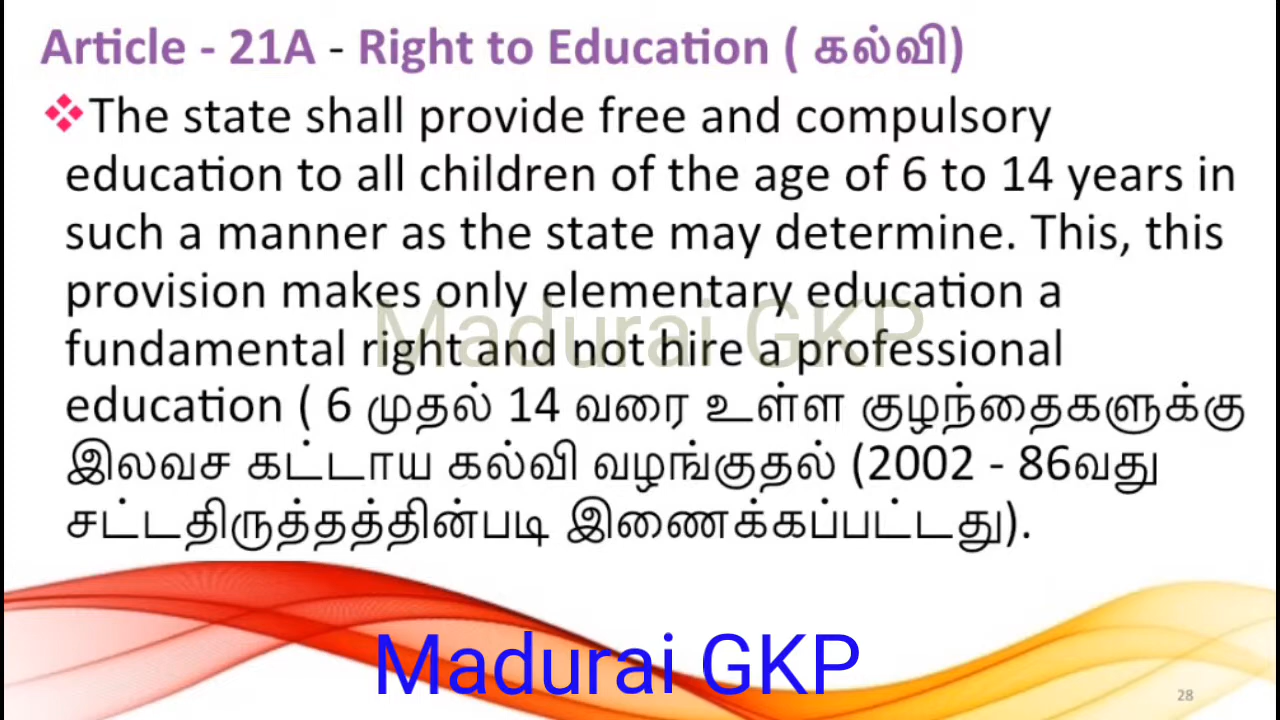 Article - 21A - Right to Education ( கல்வி)
❖The state shall provide free and compulsory
education to all children of the age of 6 to 14 years in
such a manner as the state may determine. This, this
provision makes only elementary education a
fundamental right and not hire a professional
education ( 6 முதல் 14 வரை உள்ள குழந்தைகளுக்கு
இலவச கட்டாய கல்வி வழங்குதல் (2002 - 86வது
சட்டதிருத்தத்தின்படி இணைக்கப்பட்டது).
Madurai GKP
Madurai GKP
28